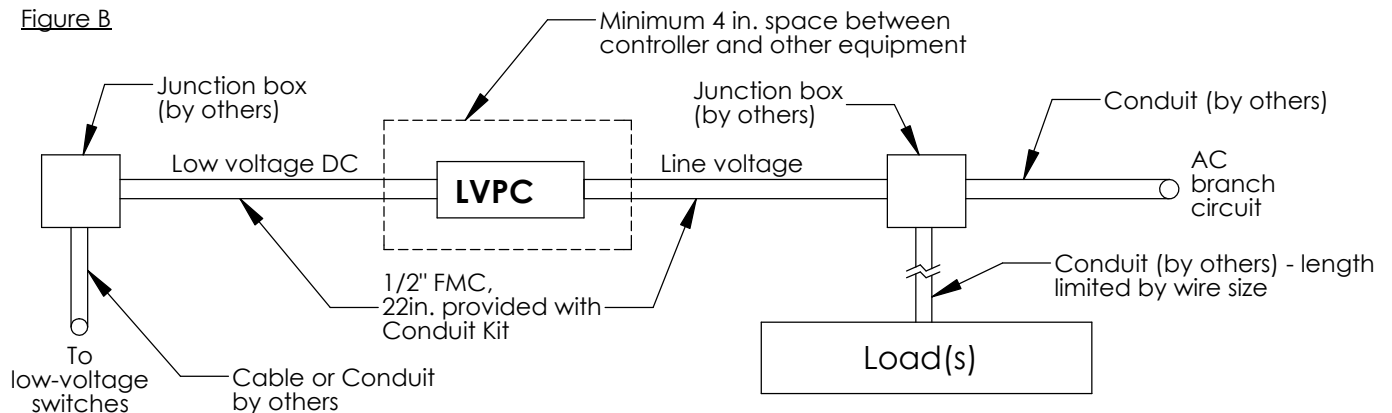 Figure B
Minimum 4 in. space between
controller and other equipment
Junction box
(by others)
Junction box
(by others)
Conduit (by others)
Low voltage DC
LVPC
Line voltage
AC
branch
circuit
1/2" FMC,
22in. provided with
Conduit Kit
Conduit (by others) - length
limited by wire size
To
low-voltage
switches
Cable or Conduit
by others
Load(s)